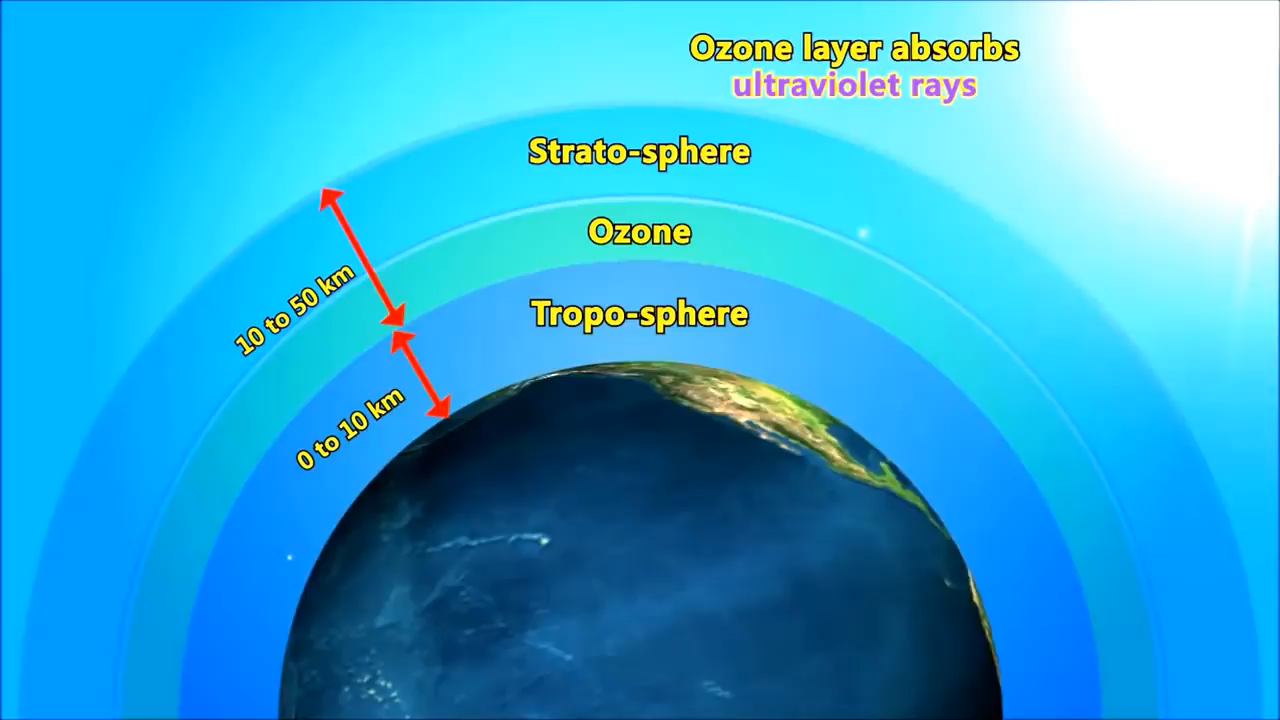 Ozone layer absorbs
ultraviolet rays
Strato-sphere
Ozone
10 to 50 km
Tropo-sphere
0 to 10 km